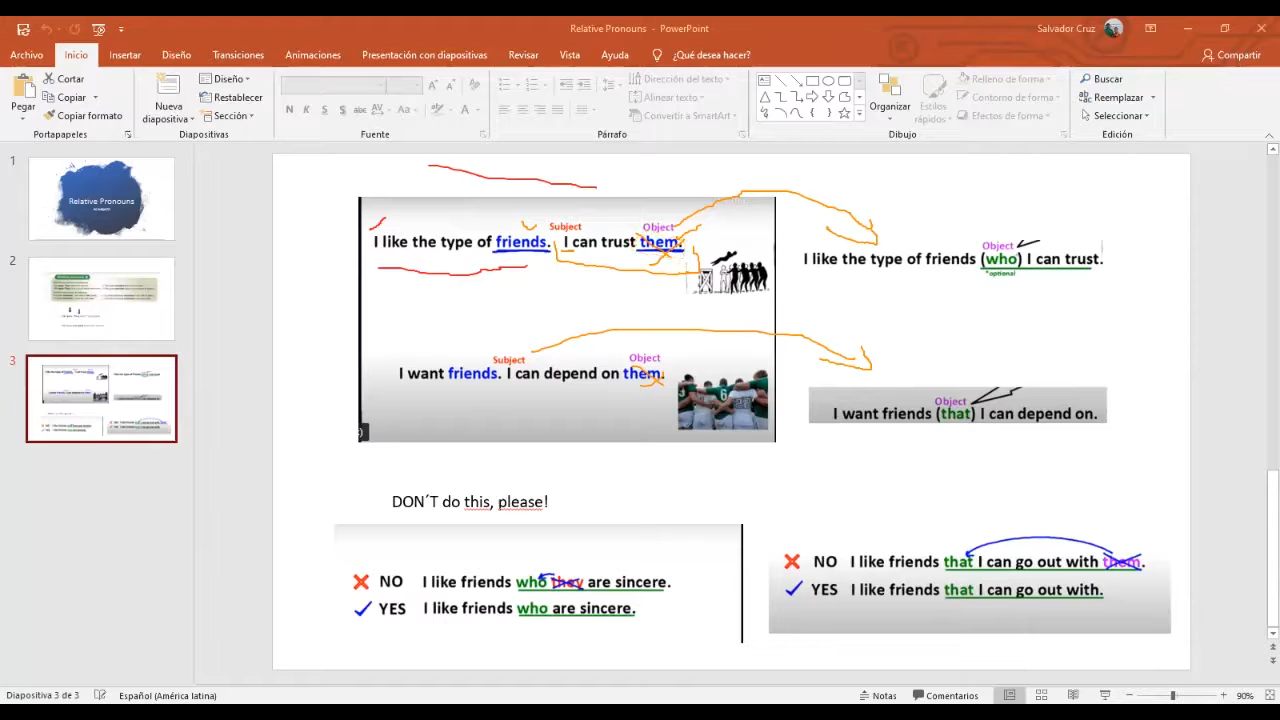 Relative Pronouns - PowerPoint
Salvador Cruz
Archivo Inicio Insertar Diseño Transiciones Animaciones Presentación con diapositivas Revisar Vista Ayuda ¿Qué desea hacer? Compartir
Pegar
Cortar
Copiar
Copiar formato
Portapapeles
Nueva diapositiva
Diseño
Restablecer
Sección
Diapositivas
N K S S abc AV Aa A
Fuente
Dirección del texto
Alinear texto
Convertir a SmartArt
Párrafo
Organizar
Estilos rápidos
Relleno de forma
Contorno de forma
Efectos de forma
Dibujo
Buscar
Reemplazar
Seleccionar
Edición
1
Relative Pronouns
2
3
Subject Object
I like the type of friends. I can trust them.
Object
I like the type of friends (who) I can trust.
*optional
Subject Object
I want friends. I can depend on them.
Object
I want friends (that) I can depend on.
DON´T do this, please!
NO I like friends who they are sincere.
YES I like friends who are sincere.
NO I like friends that I can go out with them.
YES I like friends that I can go out with.
Diapositiva 3 de 3 Español (América latina) Notas Comentarios 90%